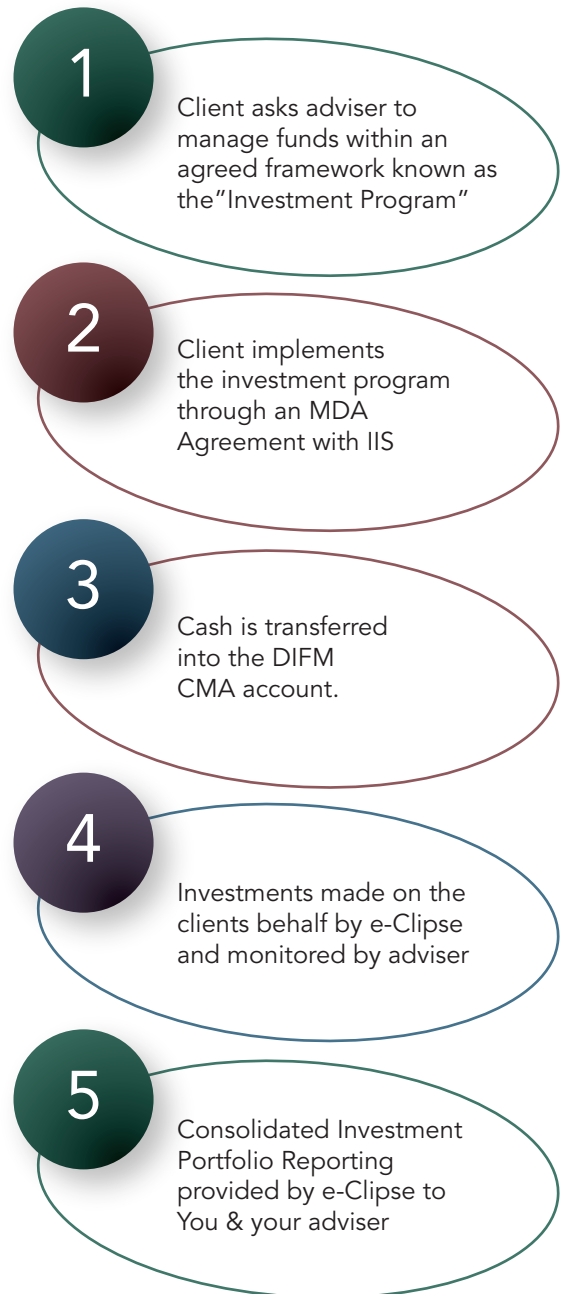 1
Client asks adviser to
manage funds within an
agreed framework known as
the”Investment Program”
2
Client implements
the investment program
through an MDA
Agreement with IIS
3
Cash is transferred
into the DIFM
CMA account.
4
Investments made on the
clients behalf by e-Clipse
and monitored by adviser
5
Consolidated Investment
Portfolio Reporting
provided by e-Clipse to
You & your adviser